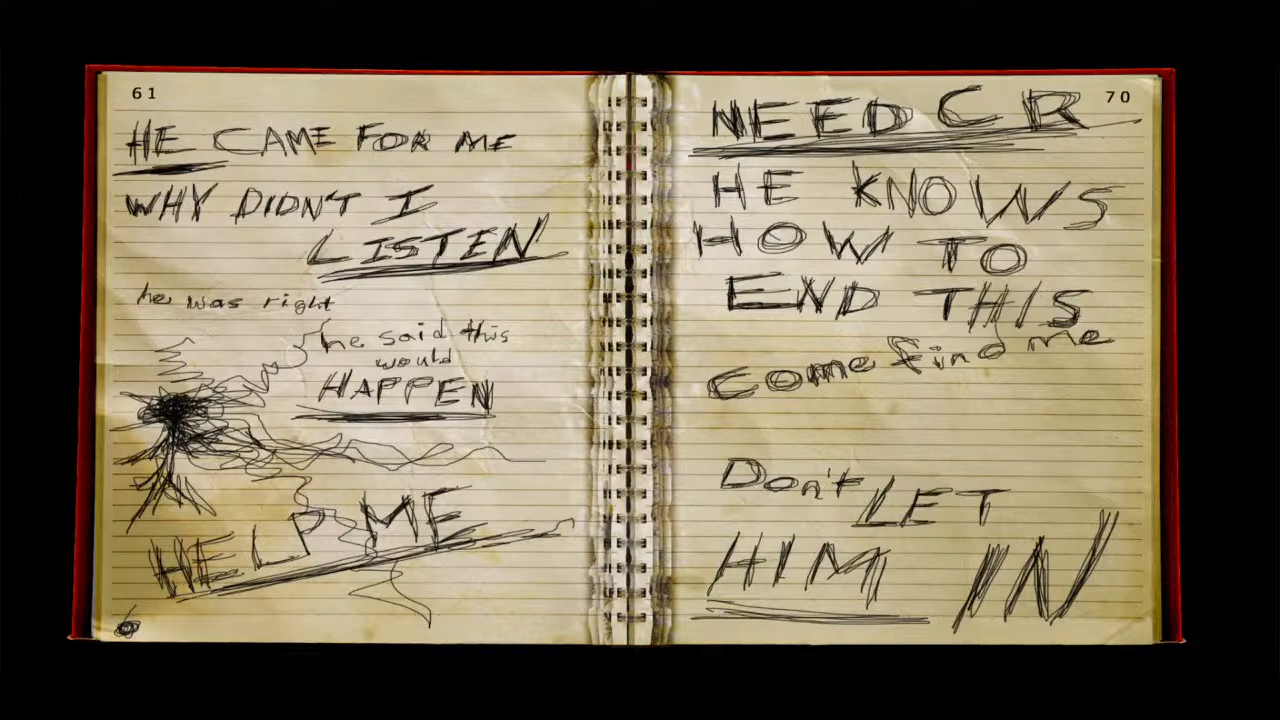 61
HE CAME FOR ME
WHY DIDN'T I
LISTEN
he was right
he said this
would
HAPPEN
HELP ME
70
NEED CR
HE KNOWS
HOW TO
END THIS
come find me
Don't LET
HIM IN